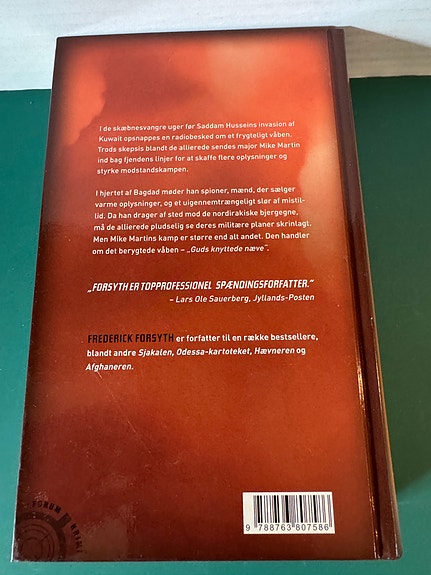 I de skæbnesvangre uger før Saddam Husseins invasion af
Kuwait opsnappes en radiobesked om et frygteligt våben.
Trods skepsis blandt de allierede sendes major Mike Martin
ind bag fjendens linjer for at skaffe flere oplysninger og
styrke modstandskampen.
I hjertet af Bagdad møder han spioner, mænd, der sælger
varme oplysninger, og et uigennemtrængeligt slør af mistil-
lid. Da han drager af sted mod de nordirakiske bjergegne,
må de allierede pludselig se deres militære planer skrinlagt.
Men Mike Martins kamp er større end alt andet. Den handler
om det berygtede våben – „Guds knyttede næve".
„FORSYTH ER TOPPROFESSIONEL SPÆNDINGSFORFATTER."
– Lars Ole Sauerberg, Jyllands-Posten
FREDERICK FORSYTH er forfatter til en række bestsellere,
blandt andre Sjakalen, Odessa-kartoteket, Hævneren og
Afghaneren.
FORUM KRIMI
9 788763 807586